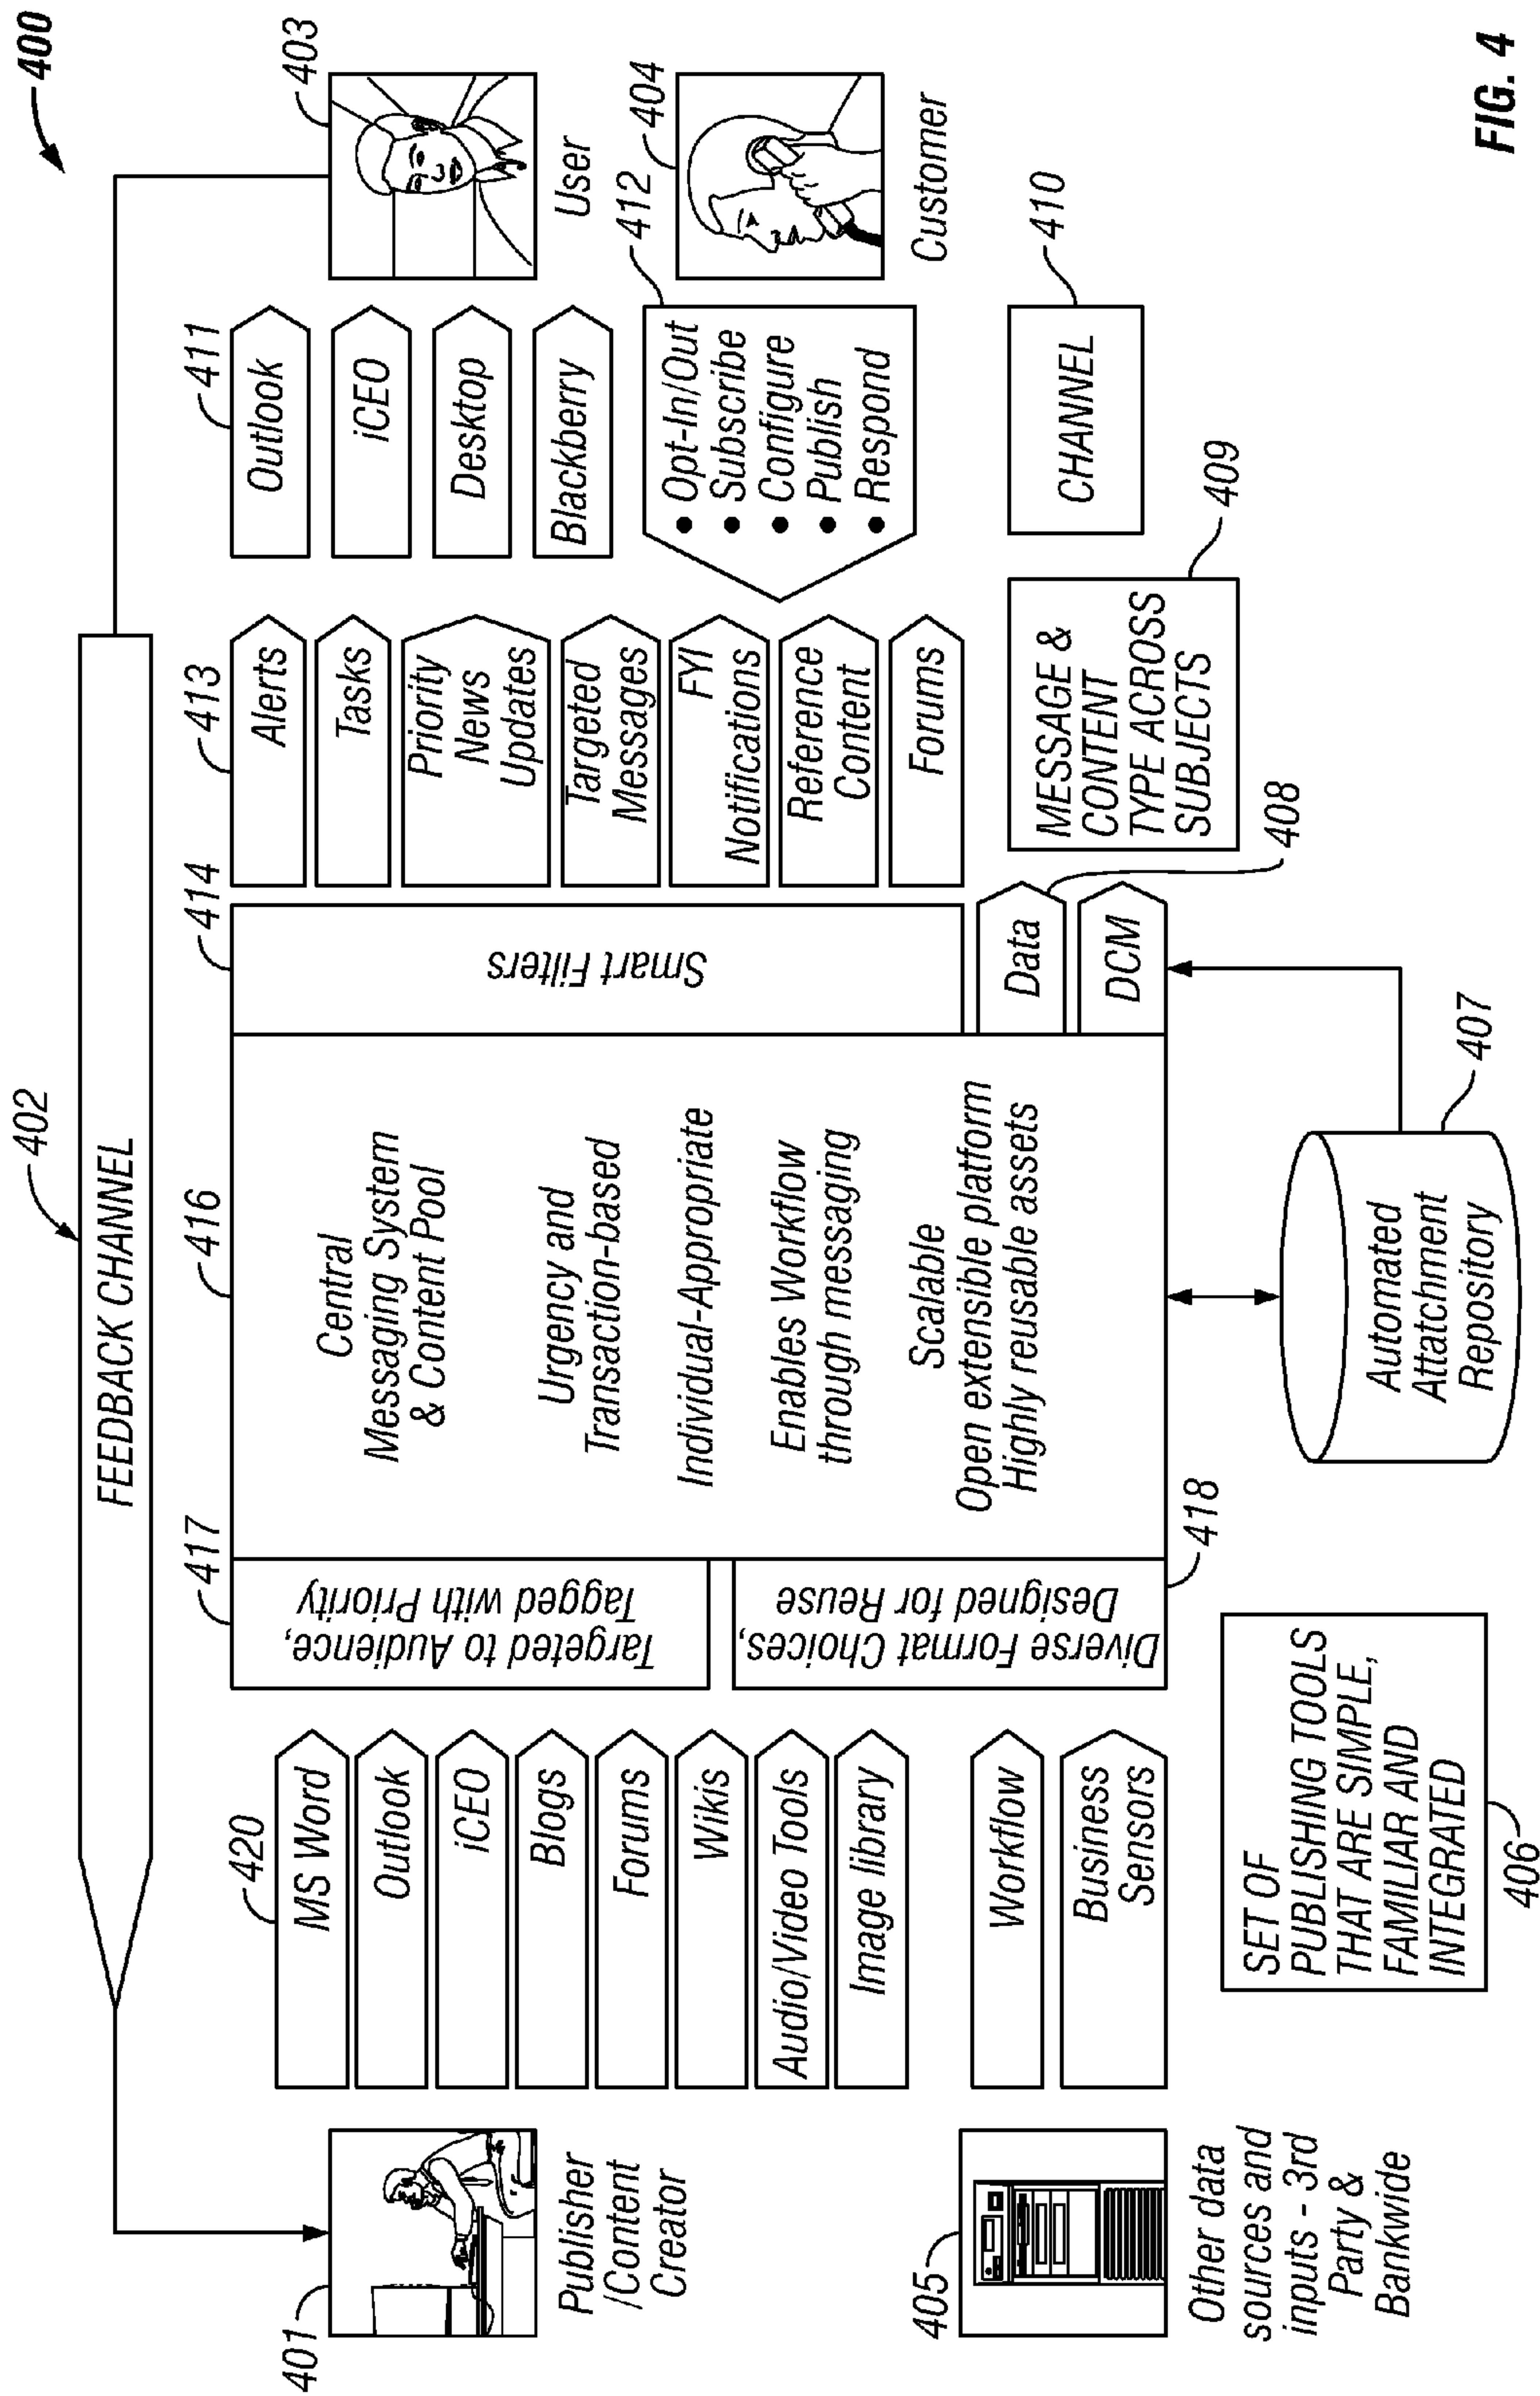 400
402
FEEDBACK CHANNEL
401
Publisher
/Content
Creator
405
Other data
sources and
inputs - 3rd
Party &
Bankwide
420
MS Word
Outlook
iCEO
Blogs
Forums
Wikis
Audio/Video Tools
Image library
Workflow
Business
Sensors
SET OF
PUBLISHING TOOLS
THAT ARE SIMPLE,
FAMILIAR AND
INTEGRATED
406
417
Targeted to Audience,
Tagged with Priority
Diverse Format Choices,
Designed for Reuse
418
416
Central
Messaging System
& Content Pool
Urgency and
Transaction-based
Individual-Appropriate
Enables Workflow
through messaging
Scalable
Open extensible platform
Highly reusable assets
Automated
Attatchment
Repository
407
414
Smart Filters
Data
DCM
408
413
Alerts
Tasks
Priority
News
Updates
Targeted
Messages
FYI
Notifications
Reference
Content
Forums
MESSAGE &
CONTENT
TYPE ACROSS
SUBJECTS
409
411
Outlook
iCEO
Desktop
Blackberry
412
• Opt-In/Out
• Subscribe
• Configure
• Publish
• Respond
CHANNEL
410
403
User
404
Customer
FIG. 4